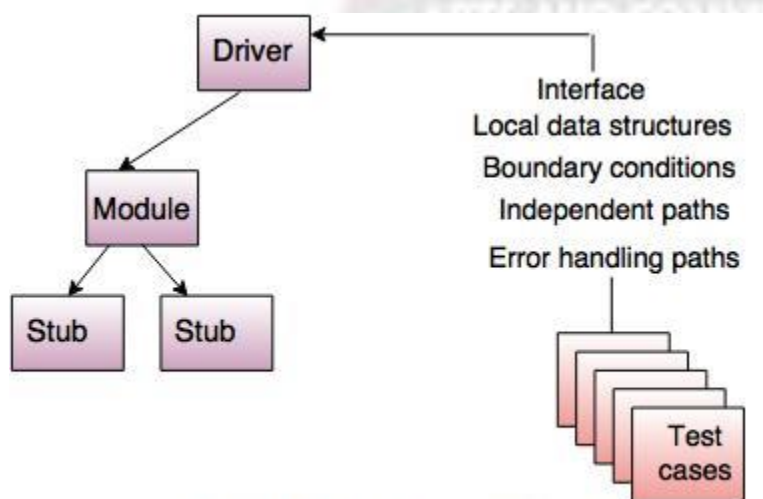 Driver
Interface
Local data structures
Boundary conditions
Module
Independent paths
Error handling paths
Stub
Stub
Test
cases